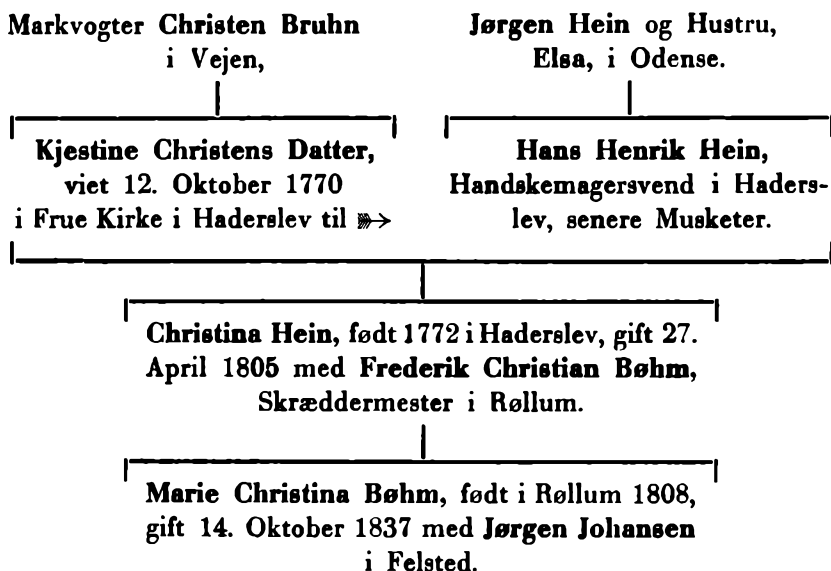 Markvogter Christen Bruhn
i Vejen,
Jørgen Hein og Hustru,
Elsa, i Odense.
Kjestine Christens Datter,
viet 12. Oktober 1770
i Frue Kirke i Haderslev til
Hans Henrik Hein,
Handskemagersvend i Haders-
lev, senere Musketer.
Christina Hein, født 1772 i Haderslev, gift 27.
April 1805 med Frederik Christian Bøhm,
Skræddermester i Røllum.
Marie Christina Bøhm, født i Røllum 1808,
gift 14. Oktober 1837 med Jørgen Johansen
i Felsted.